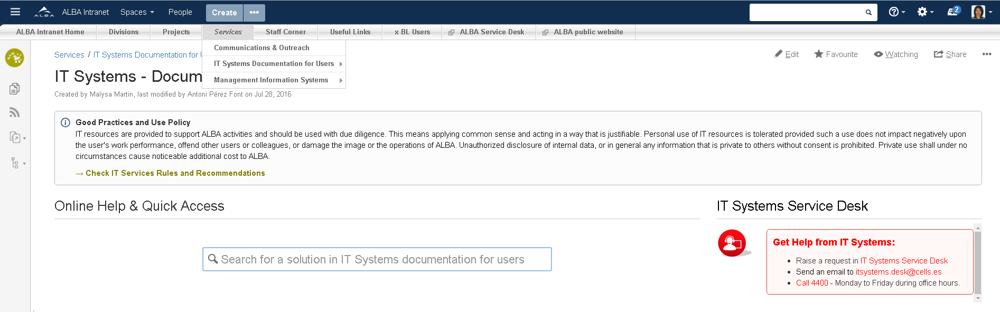 ALBA ALBA Intranet Spaces People Create ••• 2
ALBA Intranet Home Divisions Projects Services Staff Corner Useful Links x BL Users ALBA Service Desk ALBA public website
Communications & Outreach
IT Systems Documentation for Users
Management Information Systems
Services / IT Systems Documentation for
Edit Favourite Watching Share •••
IT Systems - Docum
Created by Malysa Martin, last modified by Antoni Pérez Font on Jul 28, 2016
Good Practices and Use Policy
IT resources are provided to support ALBA activities and should be used with due diligence. This means applying common sense and acting in a way that is justifiable. Personal use of IT resources is tolerated provided such a use does not impact negatively upon
the user's work performance, offend other users or colleagues, or damage the image or the operations of ALBA. Unauthorized disclosure of internal data, or in general any information that is private to others without consent is prohibited. Private use shall under no
circumstances cause noticeable additional cost to ALBA.
→ Check IT Services Rules and Recommendations
Online Help & Quick Access
Search for a solution in IT Systems documentation for users
IT Systems Service Desk
Get Help from IT Systems:
• Raise a request in IT Systems Service Desk
• Send an email to itsystems.desk@cells.es
• Call 4400 - Monday to Friday during office hours.